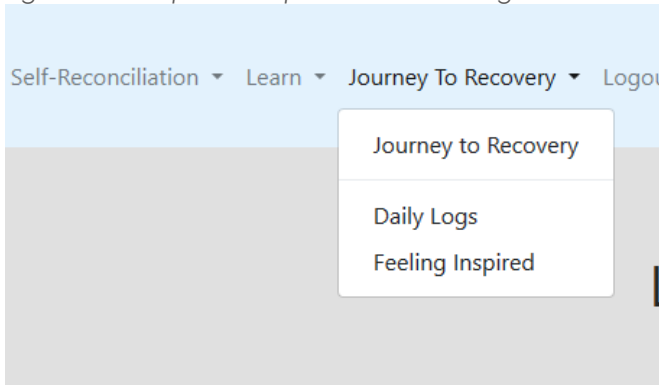 Self-Reconciliation Learn Journey To Recovery
Journey to Recovery
Daily Logs
Feeling Inspired